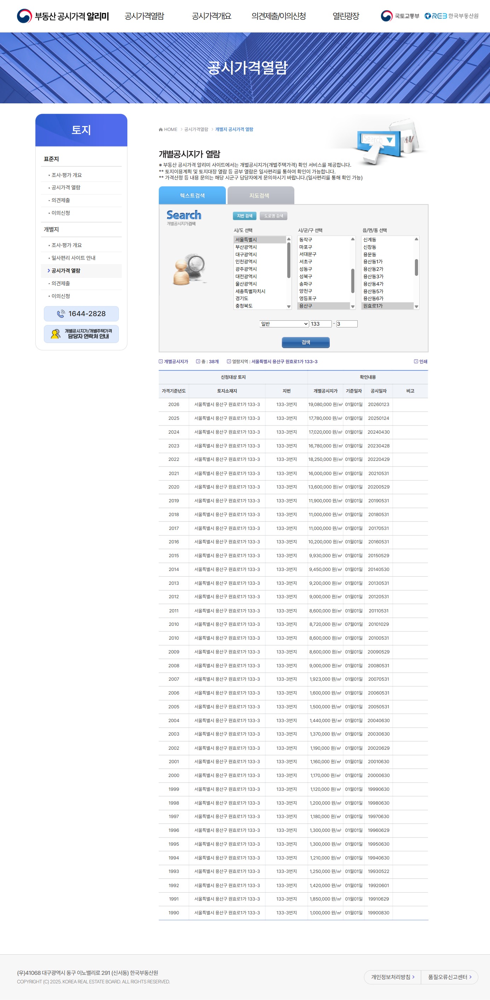 부동산 공시가격 알리미 공시가격열람 공시가격개요 의견제출/이의신청 열린광장 국토교통부 REB 한국부동산원
공시가격열람
토지
표준지
조사·평가 개요
공시가격 열람
의견제출
이의신청
개별지
조사·평가 개요
일사편리 사이트 안내
공시가격 열람
의견제출
이의신청
1644-2828
개별공시지가/개별주택가격
담당자 연락처 안내
HOME > 공시가격열람 > 개별지 공시가격 열람
Search
개별공시지가 열람
※ 부동산 공시가격 알리미 사이트에서는 개별공시지가(개별주택가격) 확인 서비스를 제공합니다.
** 토지이용계획 및 토지대장 열람 등 공부 열람은 일사편리를 통하여 확인이 가능합니다.
** 가격산정 등 내용 문의는 해당 시군구 담당자에게 문의하시기 바랍니다.(일사편리를 통해 확인 가능)
텍스트검색 지도검색
Search
개별공시지가검색
지번 검색 도로명 검색
시/도 선택 시/군/구 선택 읍/면/동 선택
서울특별시 동작구 신계동
부산광역시 마포구 신창동
대구광역시 서대문구 용문동
인천광역시 서초구 용산동1가
광주광역시 성동구 용산동2가
대전광역시 성북구 용산동3가
울산광역시 송파구 용산동4가
세종특별자치시 양천구 용산동5가
경기도 영등포구 용산동6가
충청북도 용산구 원효로1가
일반 133 - 3
검색
개별공시지가 총 : 38개 열람지역 : 서울특별시 용산구 원효로1가 133-3 인쇄
신청대상 토지 확인내용
가격기준년도 토지소재지 지번 개별공시지가 기준일자 공시일자 비고
2026 서울특별시 용산구 원효로1가 133-3 133-3번지 19,080,000 원/㎡ 01월01일 20260123
2025 서울특별시 용산구 원효로1가 133-3 133-3번지 17,780,000 원/㎡ 01월01일 20250124
2024 서울특별시 용산구 원효로1가 133-3 133-3번지 17,020,000 원/㎡ 01월01일 20240430
2023 서울특별시 용산구 원효로1가 133-3 133-3번지 16,780,000 원/㎡ 01월01일 20230428
2022 서울특별시 용산구 원효로1가 133-3 133-3번지 18,250,000 원/㎡ 01월01일 20220429
2021 서울특별시 용산구 원효로1가 133-3 133-3번지 16,000,000 원/㎡ 01월01일 20210531
2020 서울특별시 용산구 원효로1가 133-3 133-3번지 13,600,000 원/㎡ 01월01일 20200529
2019 서울특별시 용산구 원효로1가 133-3 133-3번지 11,900,000 원/㎡ 01월01일 20190531
2018 서울특별시 용산구 원효로1가 133-3 133-3번지 11,000,000 원/㎡ 01월01일 20180531
2017 서울특별시 용산구 원효로1가 133-3 133-3번지 11,000,000 원/㎡ 01월01일 20170531
2016 서울특별시 용산구 원효로1가 133-3 133-3번지 10,200,000 원/㎡ 01월01일 20160531
2015 서울특별시 용산구 원효로1가 133-3 133-3번지 9,930,000 원/㎡ 01월01일 20150529
2014 서울특별시 용산구 원효로1가 133-3 133-3번지 9,450,000 원/㎡ 01월01일 20140530
2013 서울특별시 용산구 원효로1가 133-3 133-3번지 9,200,000 원/㎡ 01월01일 20130531
2012 서울특별시 용산구 원효로1가 133-3 133-3번지 9,000,000 원/㎡ 01월01일 20120531
2011 서울특별시 용산구 원효로1가 133-3 133-3번지 8,600,000 원/㎡ 01월01일 20110531
2010 서울특별시 용산구 원효로1가 133-3 133-3번지 8,720,000 원/㎡ 07월01일 20101029
2010 서울특별시 용산구 원효로1가 133-3 133-3번지 8,600,000 원/㎡ 01월01일 20100531
2009 서울특별시 용산구 원효로1가 133-3 133-3번지 8,600,000 원/㎡ 01월01일 20090529
2008 서울특별시 용산구 원효로1가 133-3 133-3번지 9,000,000 원/㎡ 01월01일 20080531
2007 서울특별시 용산구 원효로1가 133-3 133-3번지 1,923,000 원/㎡ 01월01일 20070531
2006 서울특별시 용산구 원효로1가 133-3 133-3번지 1,600,000 원/㎡ 01월01일 20060531
2005 서울특별시 용산구 원효로1가 133-3 133-3번지 1,500,000 원/㎡ 01월01일 20050531
2004 서울특별시 용산구 원효로1가 133-3 133-3번지 1,440,000 원/㎡ 01월01일 20040630
2003 서울특별시 용산구 원효로1가 133-3 133-3번지 1,370,000 원/㎡ 01월01일 20030630
2002 서울특별시 용산구 원효로1가 133-3 133-3번지 1,190,000 원/㎡ 01월01일 20020629
2001 서울특별시 용산구 원효로1가 133-3 133-3번지 1,160,000 원/㎡ 01월01일 20010630
2000 서울특별시 용산구 원효로1가 133-3 133-3번지 1,170,000 원/㎡ 01월01일 20000630
1999 서울특별시 용산구 원효로1가 133-3 133-3번지 1,120,000 원/㎡ 01월01일 19990630
1998 서울특별시 용산구 원효로1가 133-3 133-3번지 1,200,000 원/㎡ 01월01일 19980630
1997 서울특별시 용산구 원효로1가 133-3 133-3번지 1,180,000 원/㎡ 01월01일 19970630
1996 서울특별시 용산구 원효로1가 133-3 133-3번지 1,300,000 원/㎡ 01월01일 19960629
1995 서울특별시 용산구 원효로1가 133-3 133-3번지 1,300,000 원/㎡ 01월01일 19950630
1994 서울특별시 용산구 원효로1가 133-3 133-3번지 1,210,000 원/㎡ 01월01일 19940630
1993 서울특별시 용산구 원효로1가 133-3 133-3번지 1,250,000 원/㎡ 01월01일 19930522
1992 서울특별시 용산구 원효로1가 133-3 133-3번지 1,420,000 원/㎡ 01월01일 19920601
1991 서울특별시 용산구 원효로1가 133-3 133-3번지 1,850,000 원/㎡ 01월01일 19910629
1990 서울특별시 용산구 원효로1가 133-3 133-3번지 1,000,000 원/㎡ 01월01일 19900830
(우)41068 대구광역시 동구 이노밸리로 291 (신서동) 한국부동산원
COPYRIGHT (C) 2025. KOREA REAL ESTATE BOARD. ALL RIGHTS RESERVED.
개인정보처리방침 > 품질오류신고센터 >